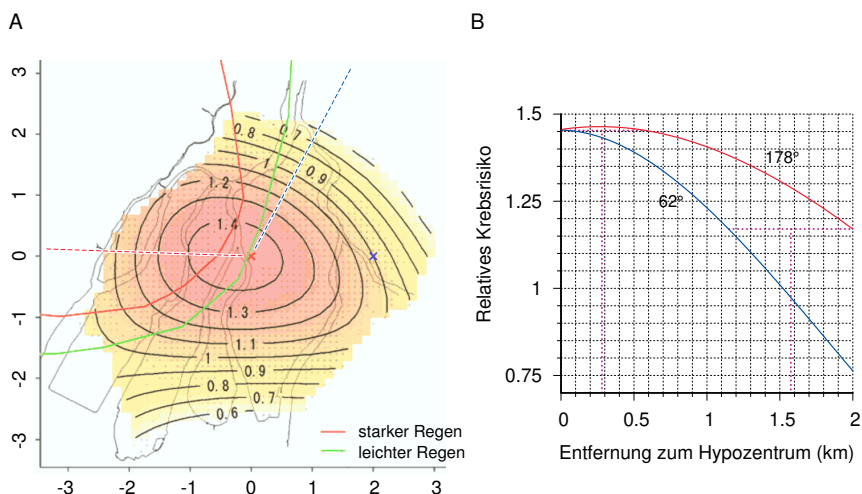 A
B
3
2
1
0
-1
-2
-3
-3 -2 -1 0 1 2 3
0.8 0.7
1 0.9
1.2
1.4
1.3
1.1
1 0.9
0.8
0.7
0.6
starker Regen
leichter Regen
Relatives Krebsrisiko
1.5
1.25
1
0.75
178°
62°
0 0.5 1 1.5 2
Entfernung zum Hypozentrum (km)